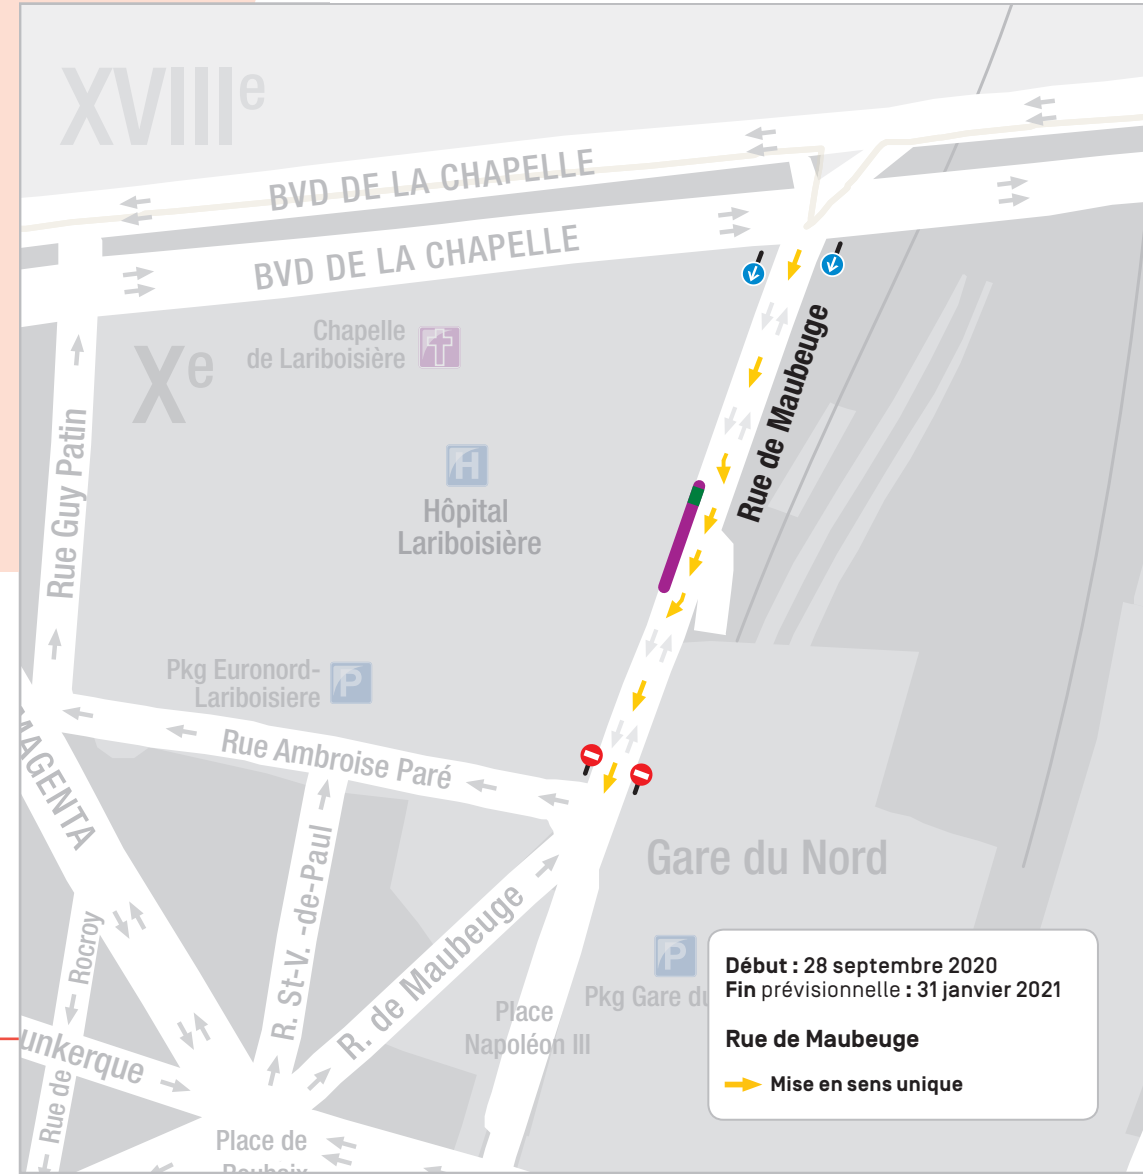 XVIIIe
BVD DE LA CHAPELLE
BVD DE LA CHAPELLE
Chapelle
de Lariboisière
Xe
Rue de Maubeuge
Rue Guy Patin
H
Hôpital
Lariboisière
Pkg Euronord-
Lariboisiere
P
Rue Ambroise Paré
MAGENTA
R. St-V. -de-Paul
R. de Maubeuge
Gare du Nord
Rocroy
Rue de
unkerque
P
Pkg Gare du
Place
Napoléon III
Place de
Roubaix
Début : 28 septembre 2020
Fin prévisionnelle : 31 janvier 2021
Rue de Maubeuge
Mise en sens unique